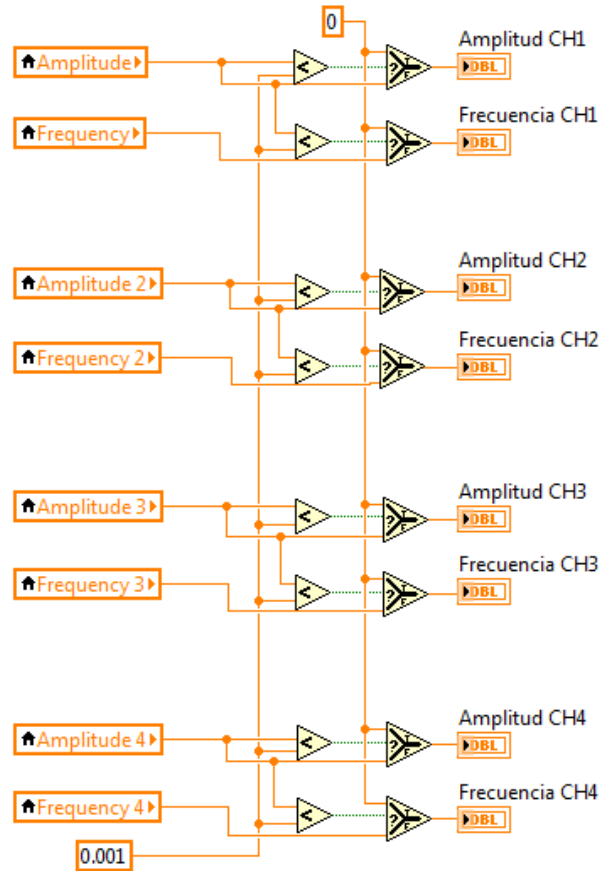 0
Amplitud CH1
Amplitude
<
?
T
F
DBL
Frecuencia CH1
Frequency
<
?
T
F
DBL
Amplitud CH2
Amplitude 2
<
?
T
F
DBL
Frecuencia CH2
Frequency 2
<
?
T
F
DBL
Amplitud CH3
Amplitude 3
<
?
T
F
DBL
Frecuencia CH3
Frequency 3
<
?
T
F
DBL
Amplitud CH4
Amplitude 4
<
?
T
F
DBL
Frecuencia CH4
Frequency 4
<
?
T
F
DBL
0.001